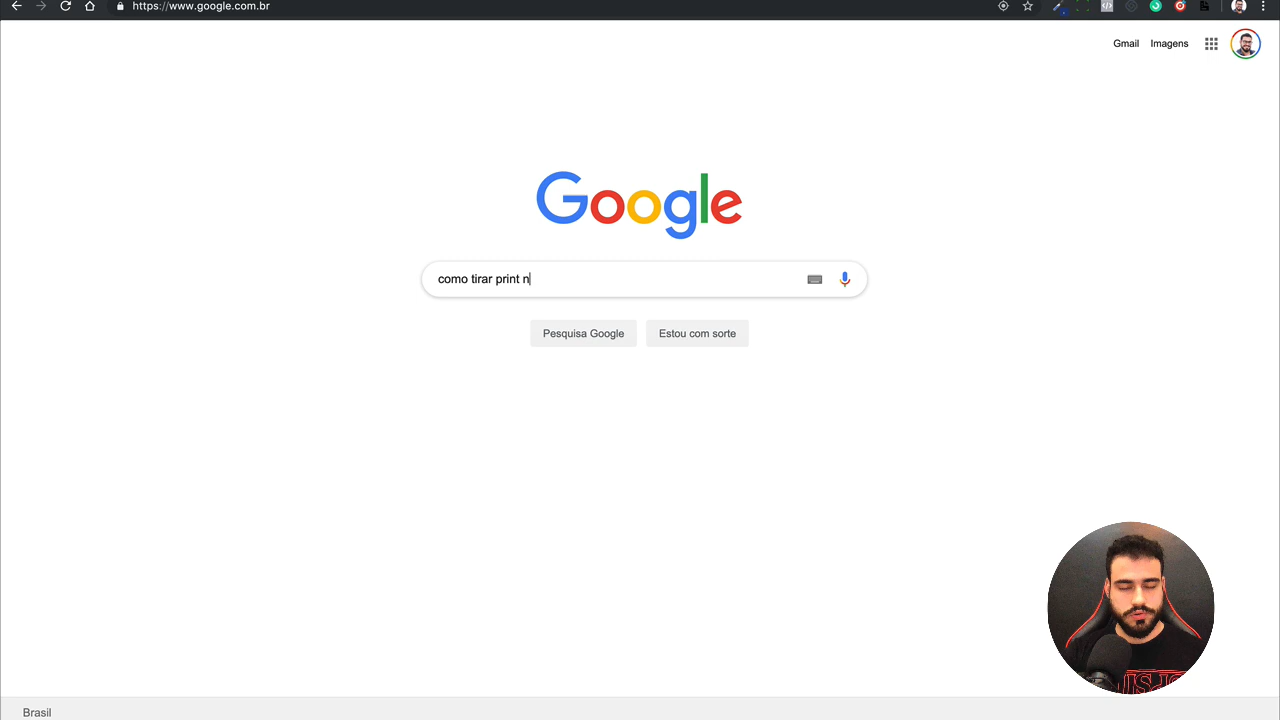 https://www.google.com.br
Gmail Imagens
Google
como tirar print n
Pesquisa Google Estou com sorte
Brasil